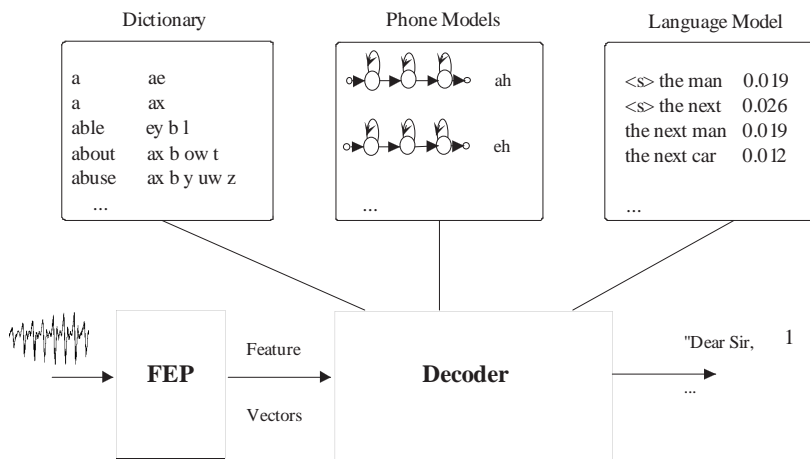 Dictionary
a ae
a ax
able ey b l
about ax b ow t
abuse ax b y uw z
...
Phone Models
ah
eh
...
Language Model
<s> the man 0.019
<s> the next 0.026
the next man 0.019
the next car 0.012
...
FEP
Feature
Vectors
Decoder
"Dear Sir, 1
...